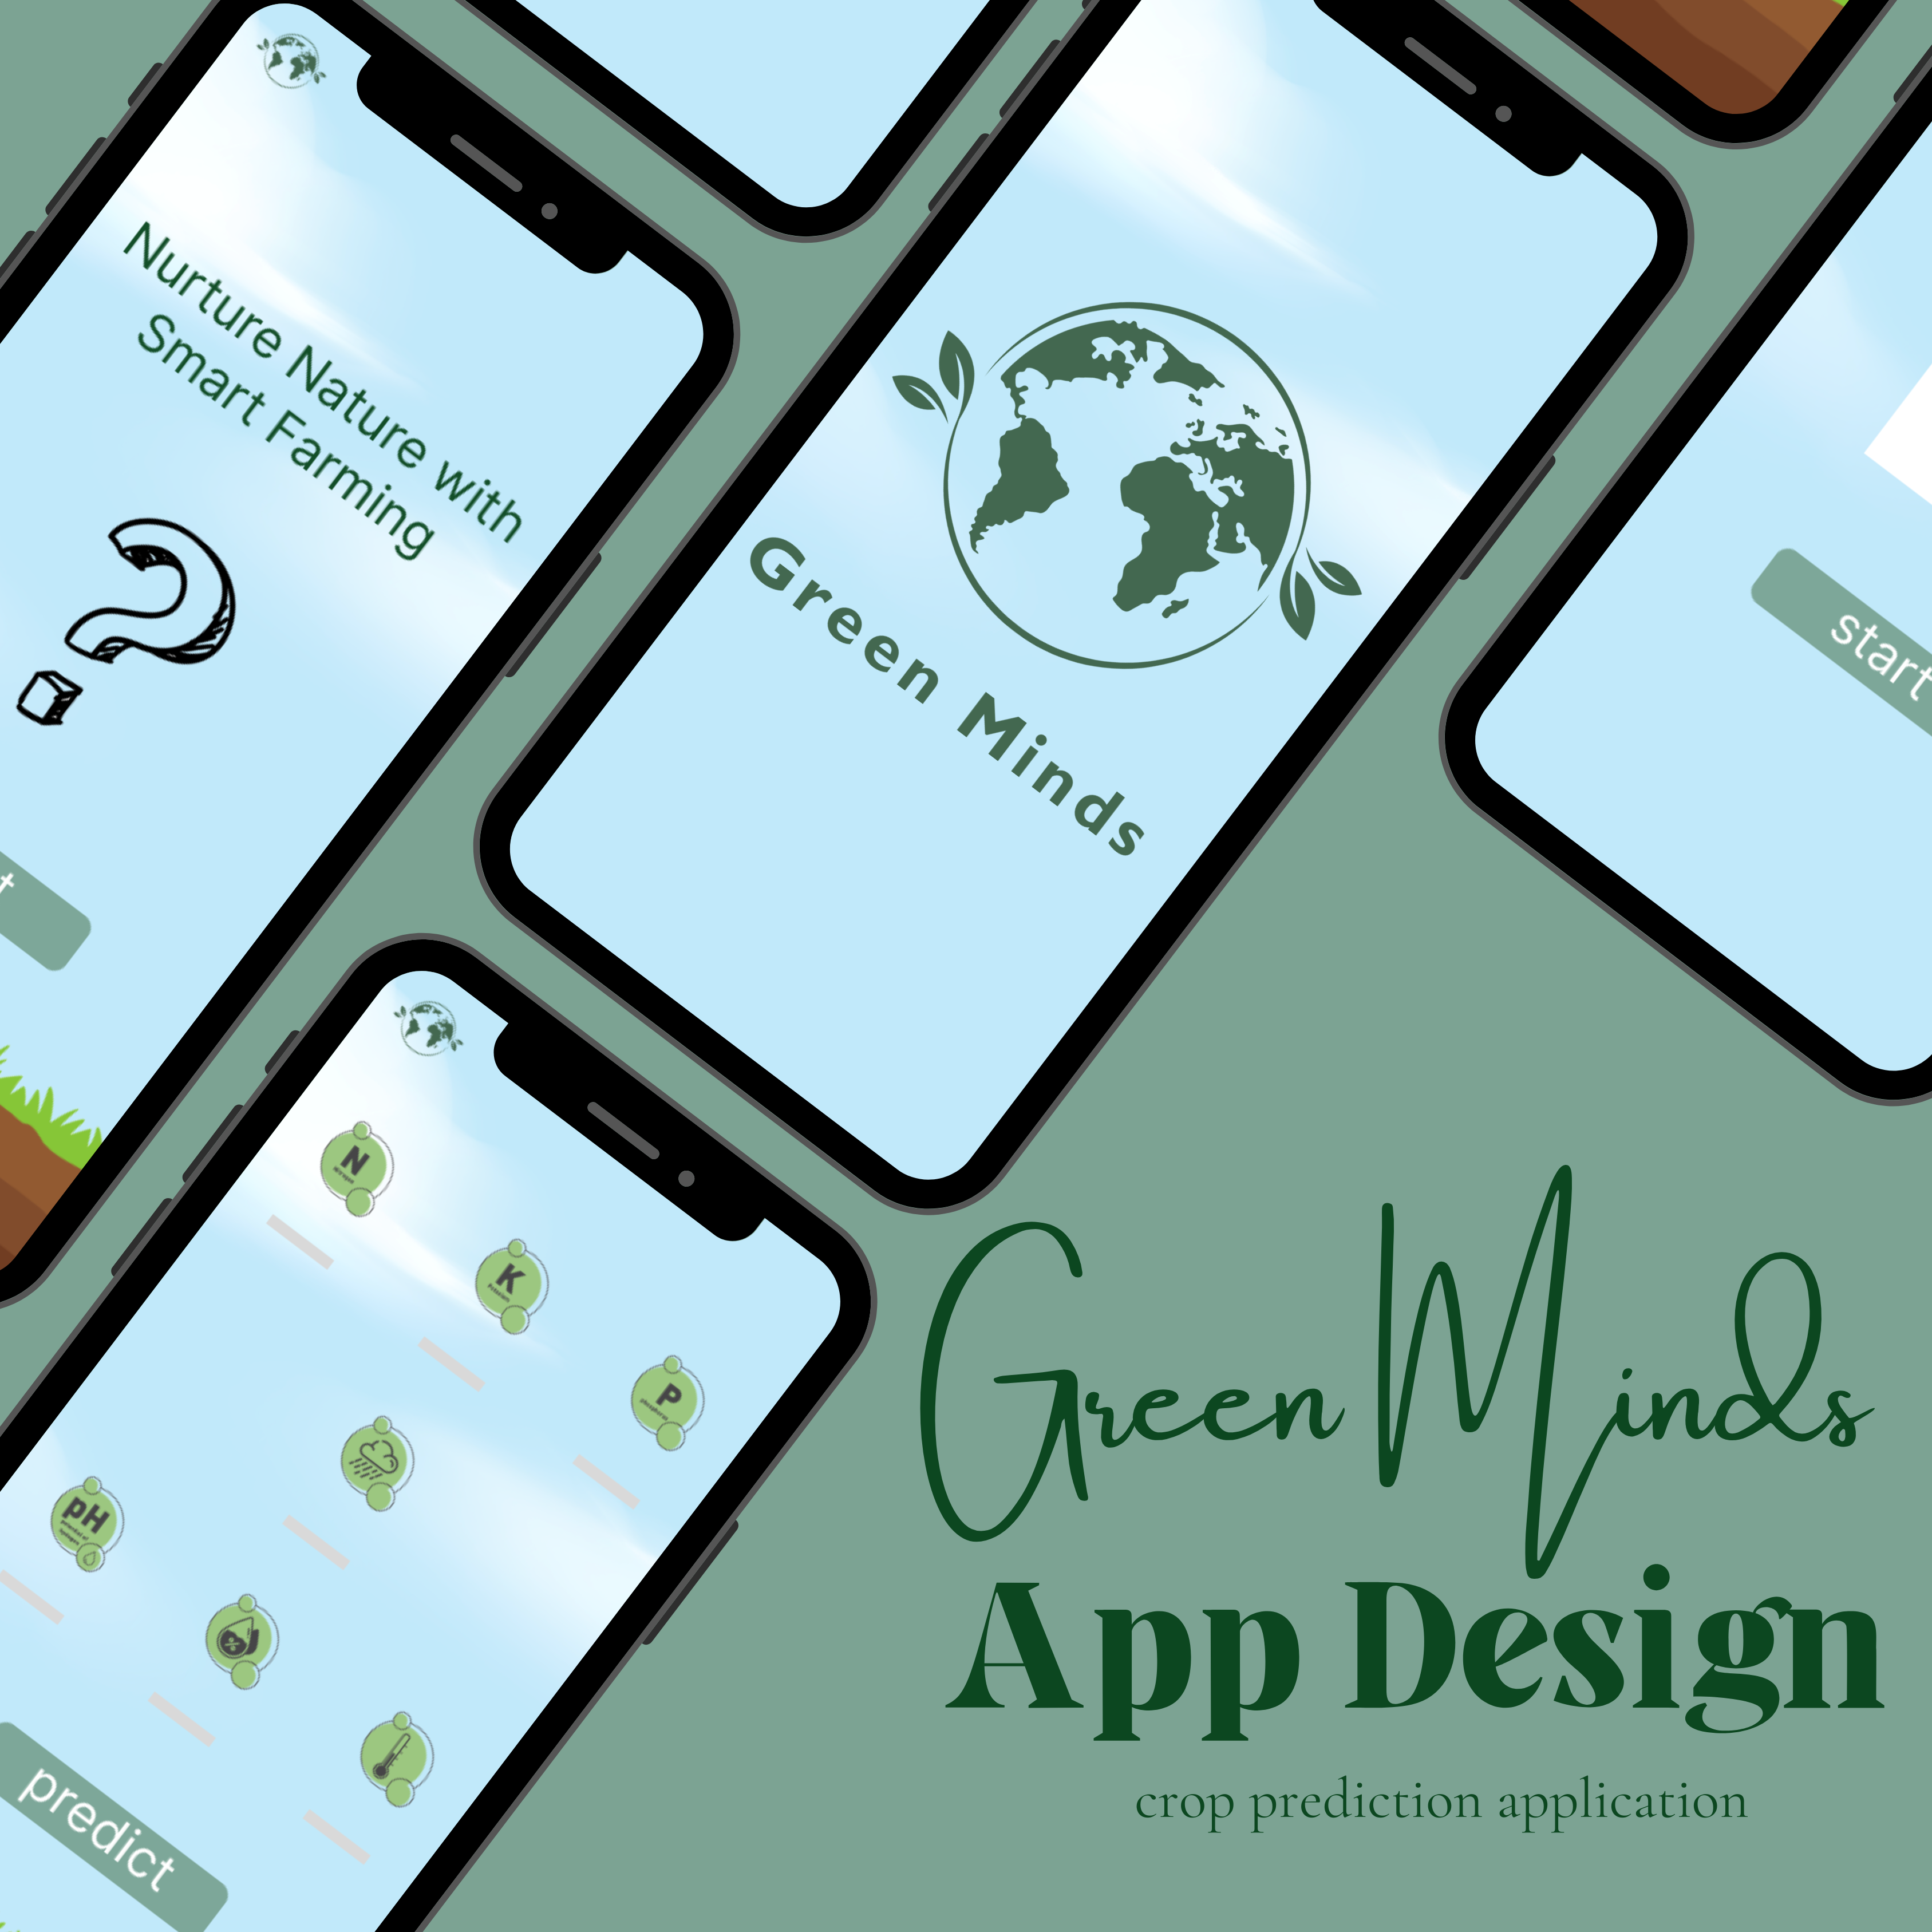 Nurture Nature with
Smart Farming
?
t
Green Minds
start
N
K
P
pH
%
predict
Green Minds
App Design
crop prediction application